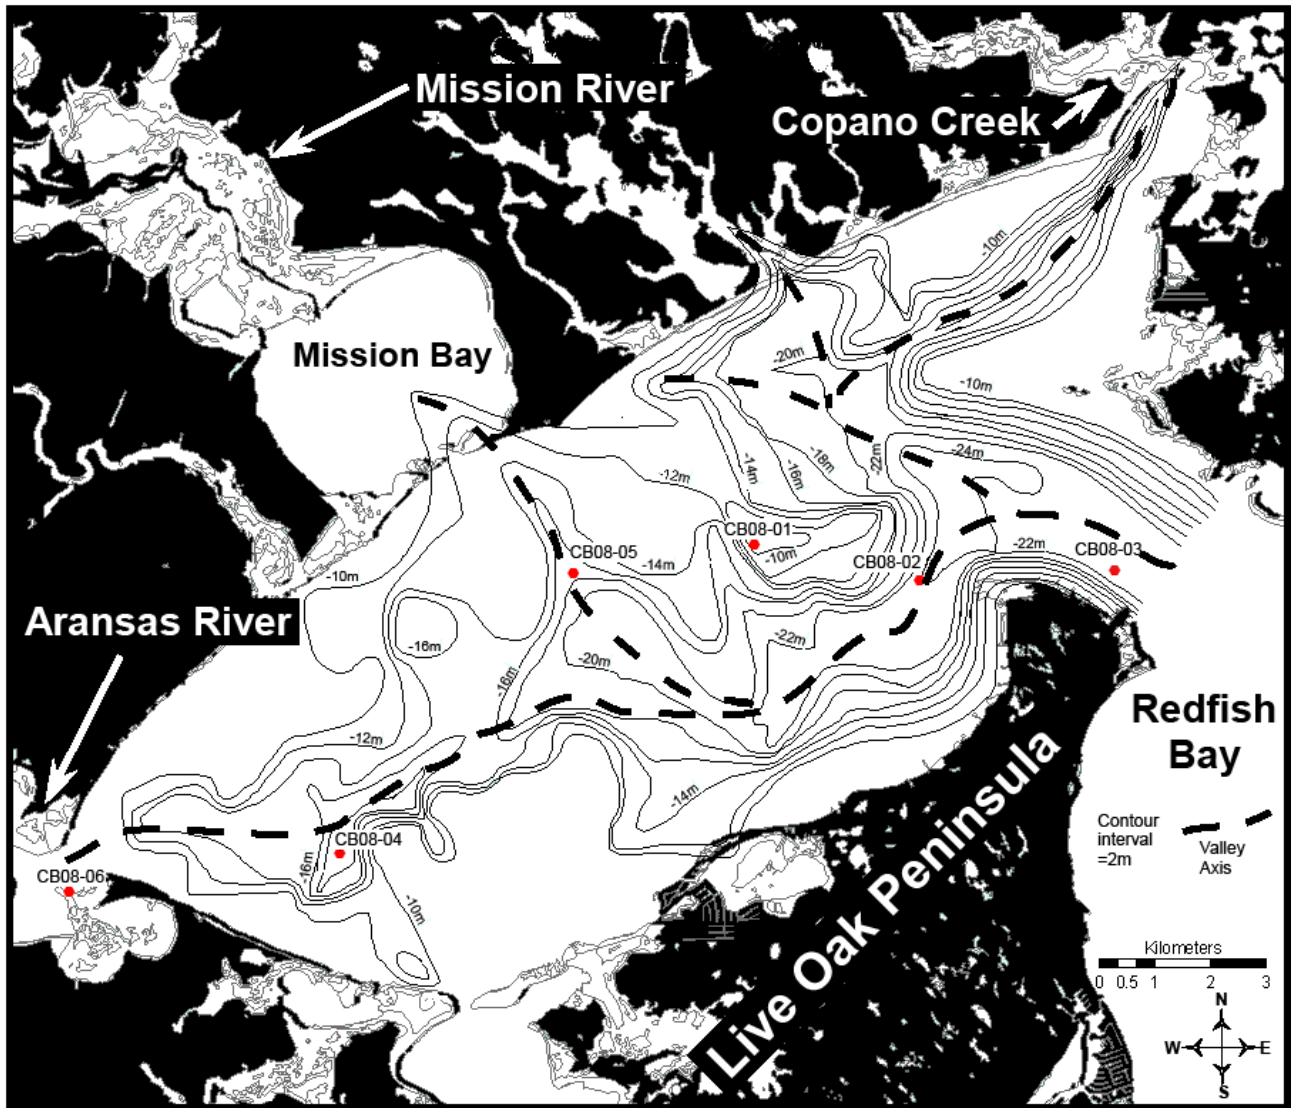 Mission River
Copano Creek
-10m
Mission Bay
-20m
-10m
-24m
-22m
-18m
-16m
-14m
-12m
CB08-01
-10m
CB08-02
-22m
CB08-03
CB08-05
-14m
-10m
Aransas River
-16m
-22m
-20m
-16m
-12m
Redfish
Bay
-14m
Contour
interval
=2m
Valley
Axis
CB08-04
-16m
CB08-06
-10m
Live Oak Peninsula
Kilometers
0 0.5 1 2 3
N
W E
S